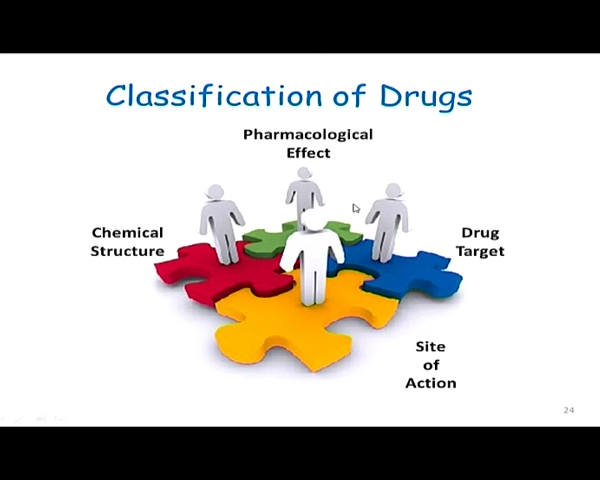 Classification of Drugs
Pharmacological
Effect
Chemical
Structure
Drug
Target
Site
of
Action
24